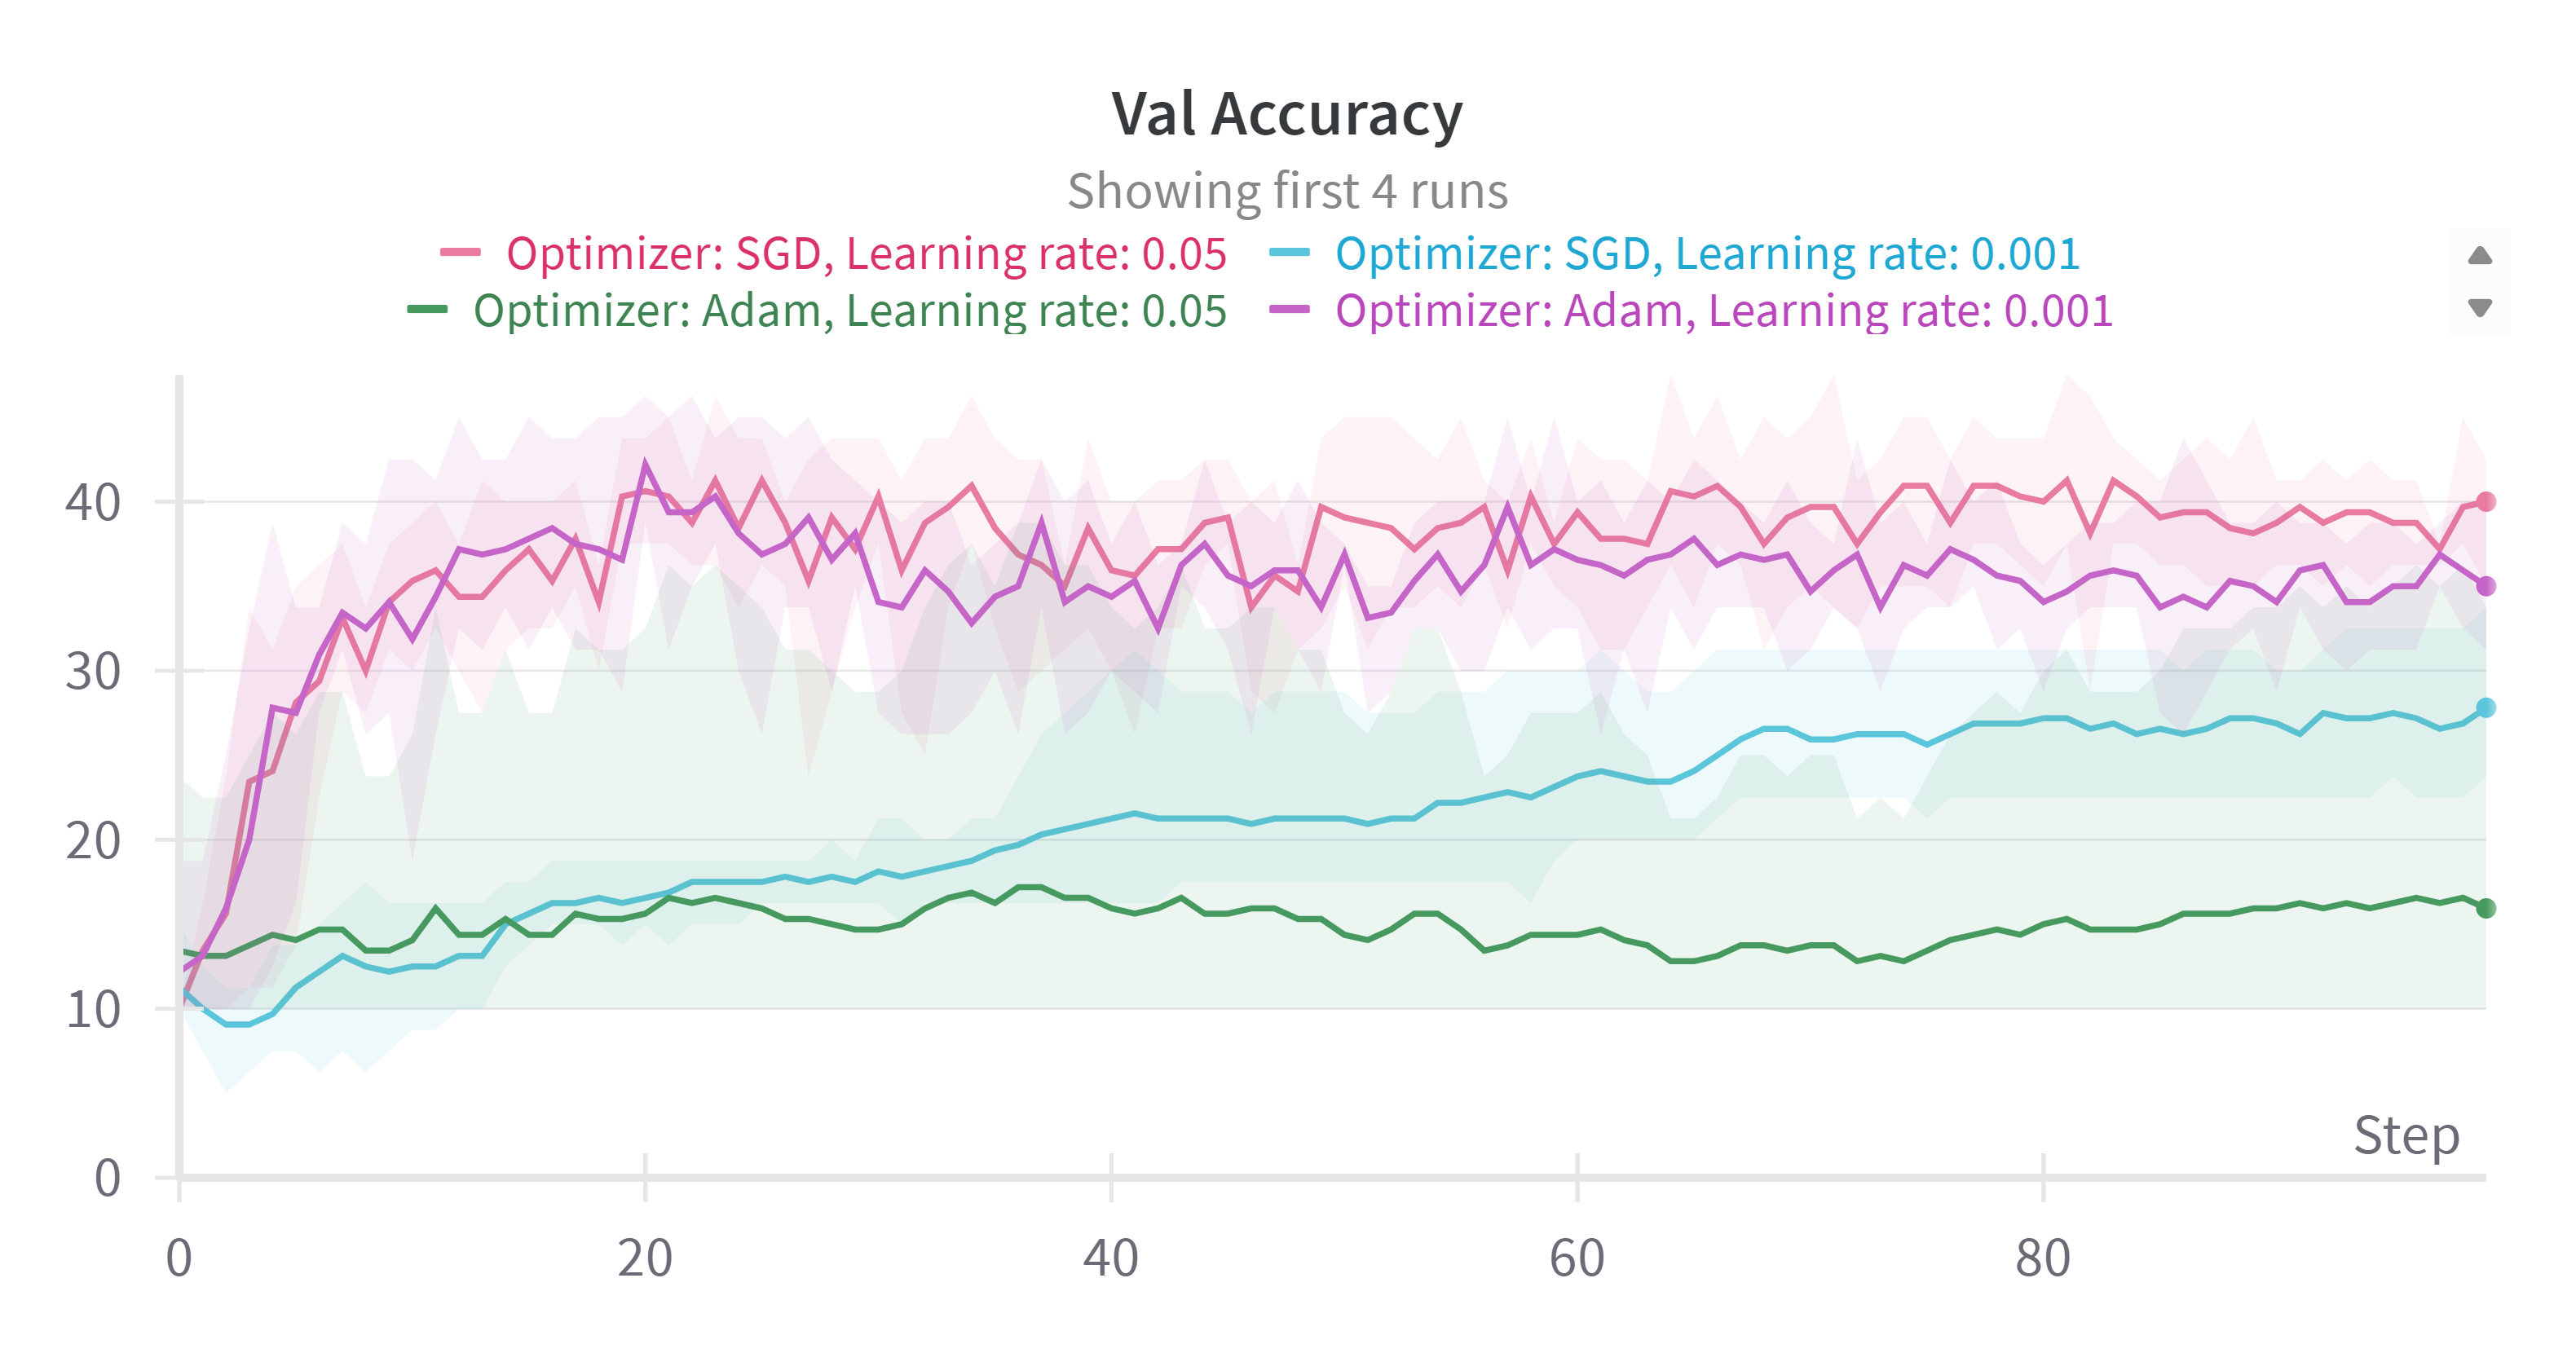 Val Accuracy
Showing first 4 runs
Optimizer: SGD, Learning rate: 0.05 Optimizer: SGD, Learning rate: 0.001
Optimizer: Adam, Learning rate: 0.05 Optimizer: Adam, Learning rate: 0.001
40
30
20
10
0
Step
0 20 40 60 80